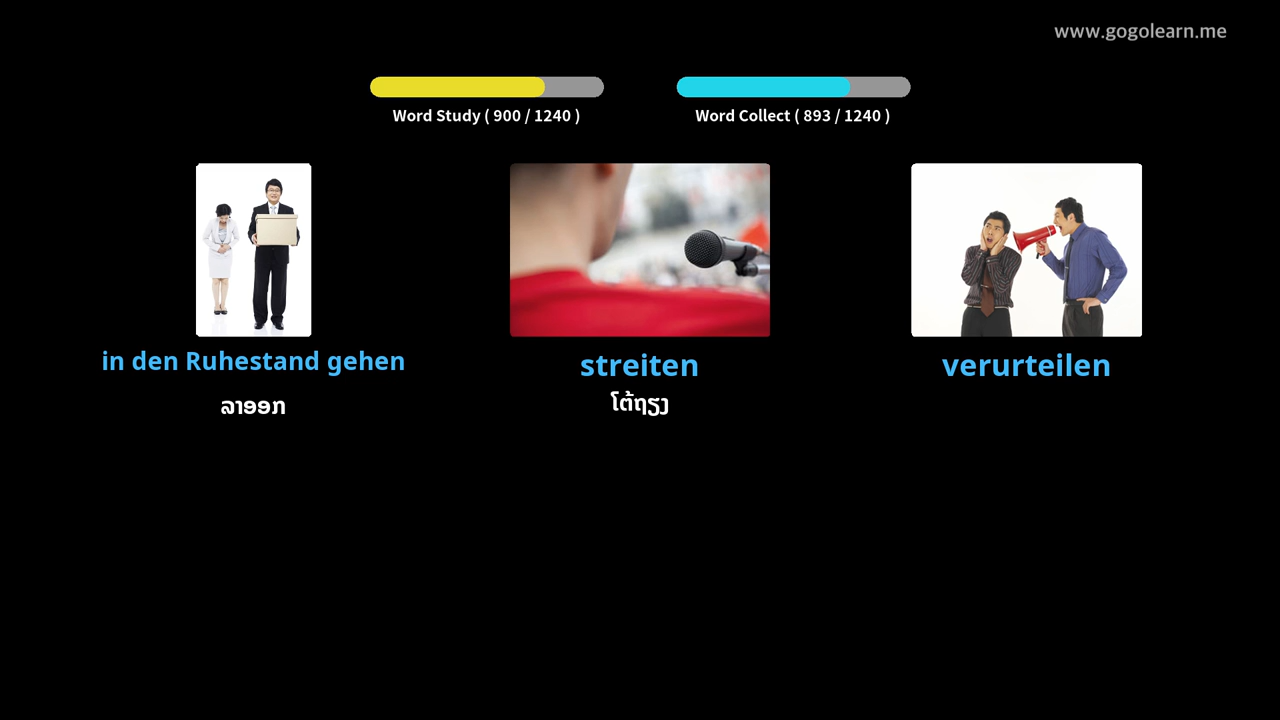 www.gogolearn.me
Word Study ( 900 / 1240 )
Word Collect ( 893 / 1240 )
in den Ruhestand gehen
streiten
verurteilen
ລາອອກ
ໂຕ້ຖຽງ